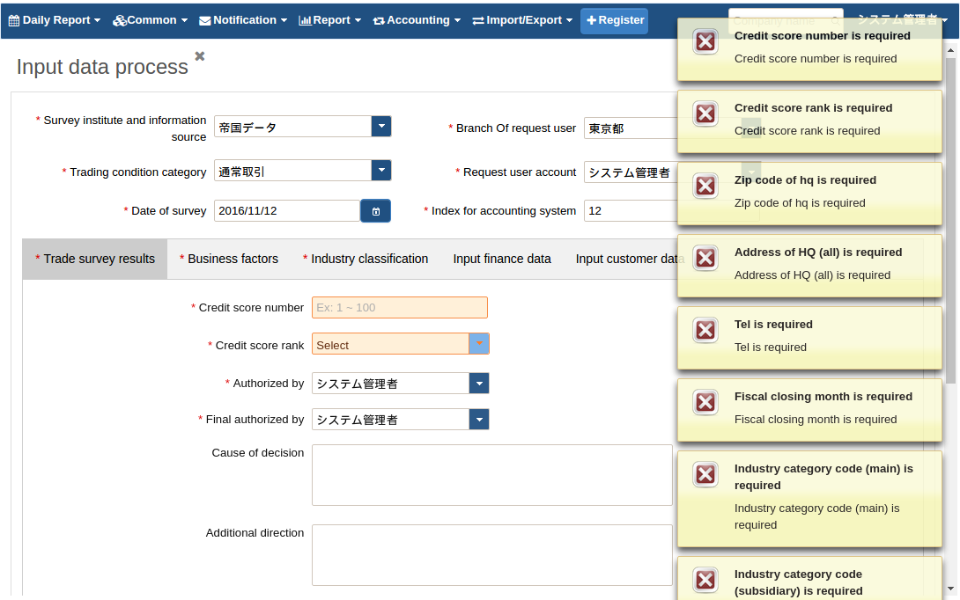 Daily Report Common Notification Report Accounting Import/Export Register Company name システム管理者
Input data process
* Survey institute and information source 帝国データ
* Branch Of request user 東京都
* Trading condition category 通常取引
* Request user account システム管理者
* Date of survey 2016/11/12
* Index for accounting system 12
* Trade survey results * Business factors * Industry classification Input finance data Input customer data
* Credit score number Ex: 1 ~ 100
* Credit score rank Select
* Authorized by システム管理者
* Final authorized by システム管理者
Cause of decision
Additional direction
Credit score number is required
Credit score number is required
Credit score rank is required
Credit score rank is required
Zip code of hq is required
Zip code of hq is required
Address of HQ (all) is required
Address of HQ (all) is required
Tel is required
Tel is required
Fiscal closing month is required
Fiscal closing month is required
Industry category code (main) is
required
Industry category code (main) is
required
Industry category code
(subsidiary) is required